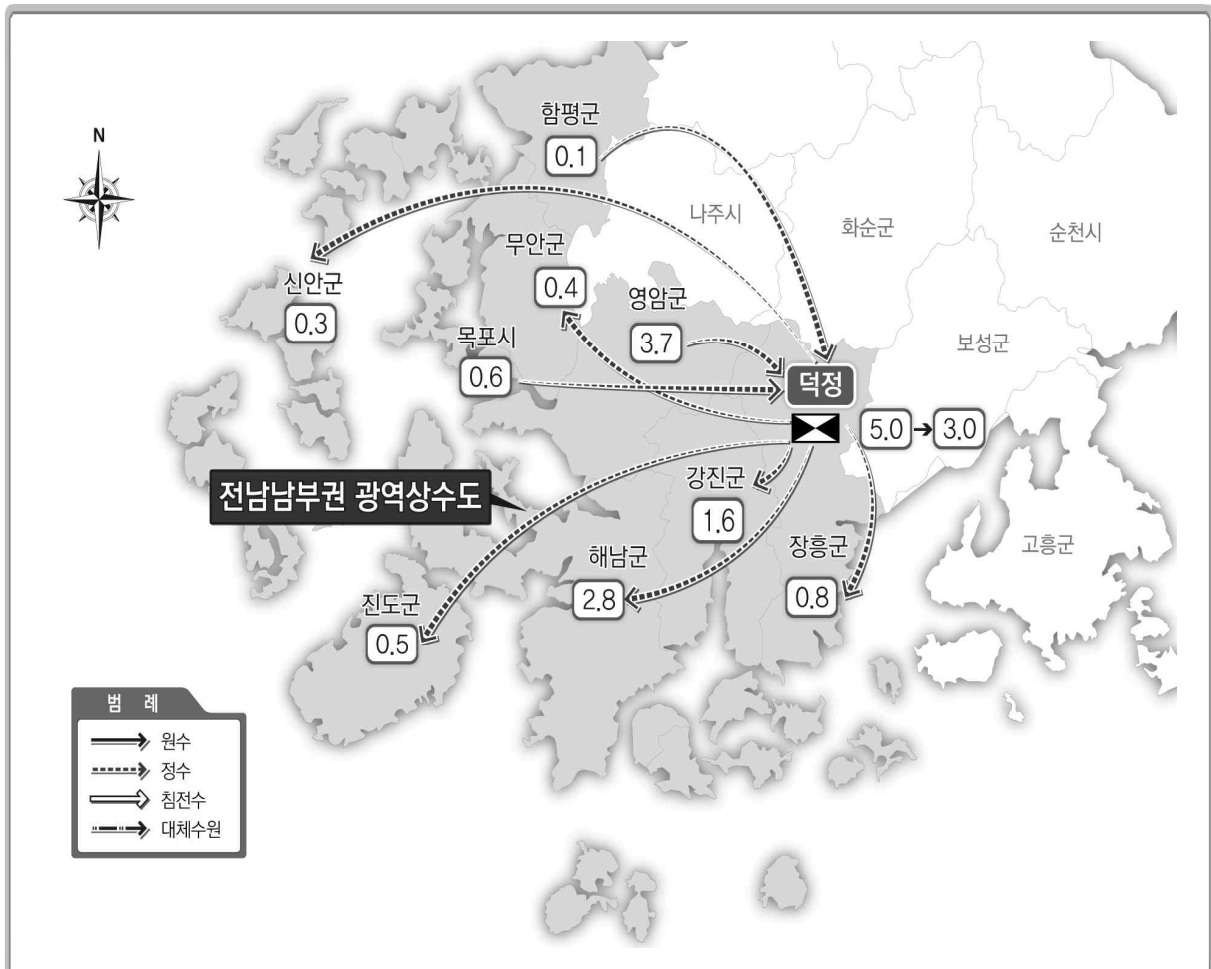 함평군
0.1
N
나주시
화순군
순천시
무안군
0.4
신안군
0.3
영암군
3.7
목포시
0.6
보성군
덕정
5.0→3.0
전남남부권 광역상수도
강진군
1.6
장흥군
0.8
고흥군
해남군
2.8
진도군
0.5
범 례
원수
정수
침전수
대체수원